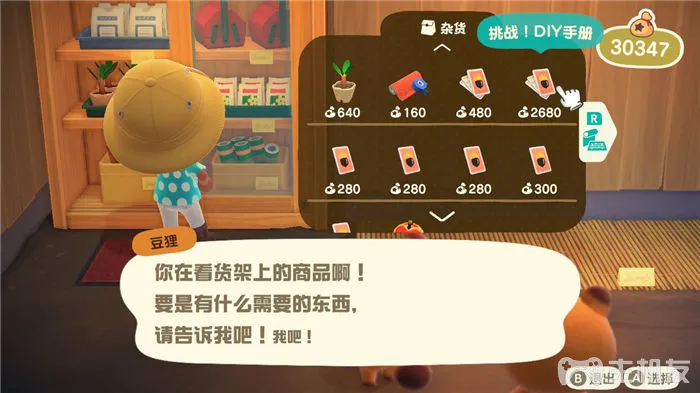 杂货
挑战！DIY手册
30347
640
160
480
2680
R
280
280
280
300
豆狸
你在看货架上的商品啊！
要是有什么需要的东西，
请告诉我吧！我吧！
B 退出 A 选择